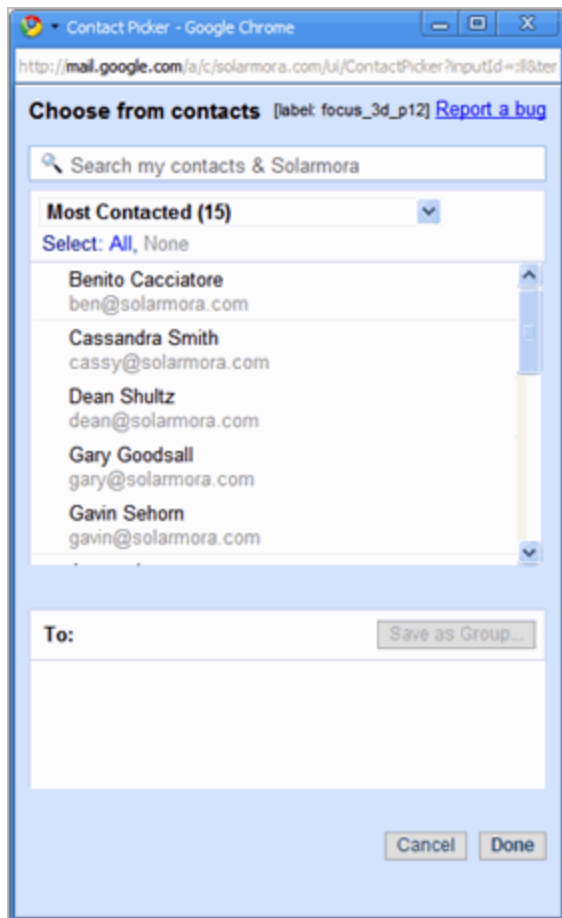 Contact Picker - Google Chrome
http://mail.google.com/a/c/solarmora.com/ui/ContactPicker?inputId=:ll&ter
Choose from contacts [label: focus_3d_p12] Report a bug
Search my contacts & Solarmora
Most Contacted (15)
Select: All, None
Benito Cacciatore
ben@solarmora.com
Cassandra Smith
cassy@solarmora.com
Dean Shultz
dean@solarmora.com
Gary Goodsall
gary@solarmora.com
Gavin Sehorn
gavin@solarmora.com
To: Save as Group...
Cancel Done